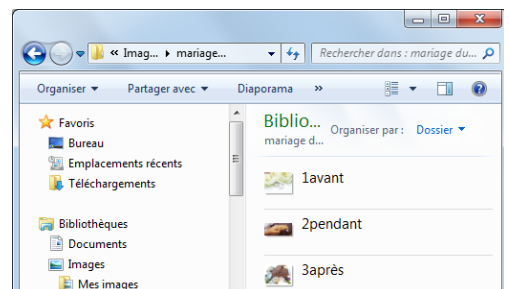 « Imag... ▸ mariage...
Rechercher dans : mariage du...
Organiser ▼ Partager avec ▼ Diaporama »
Favoris
Bureau
Emplacements récents
Téléchargements
Bibliothèques
Documents
Images
Mes images
Biblio...
mariage d...
Organiser par : Dossier ▼
1avant
2pendant
3après